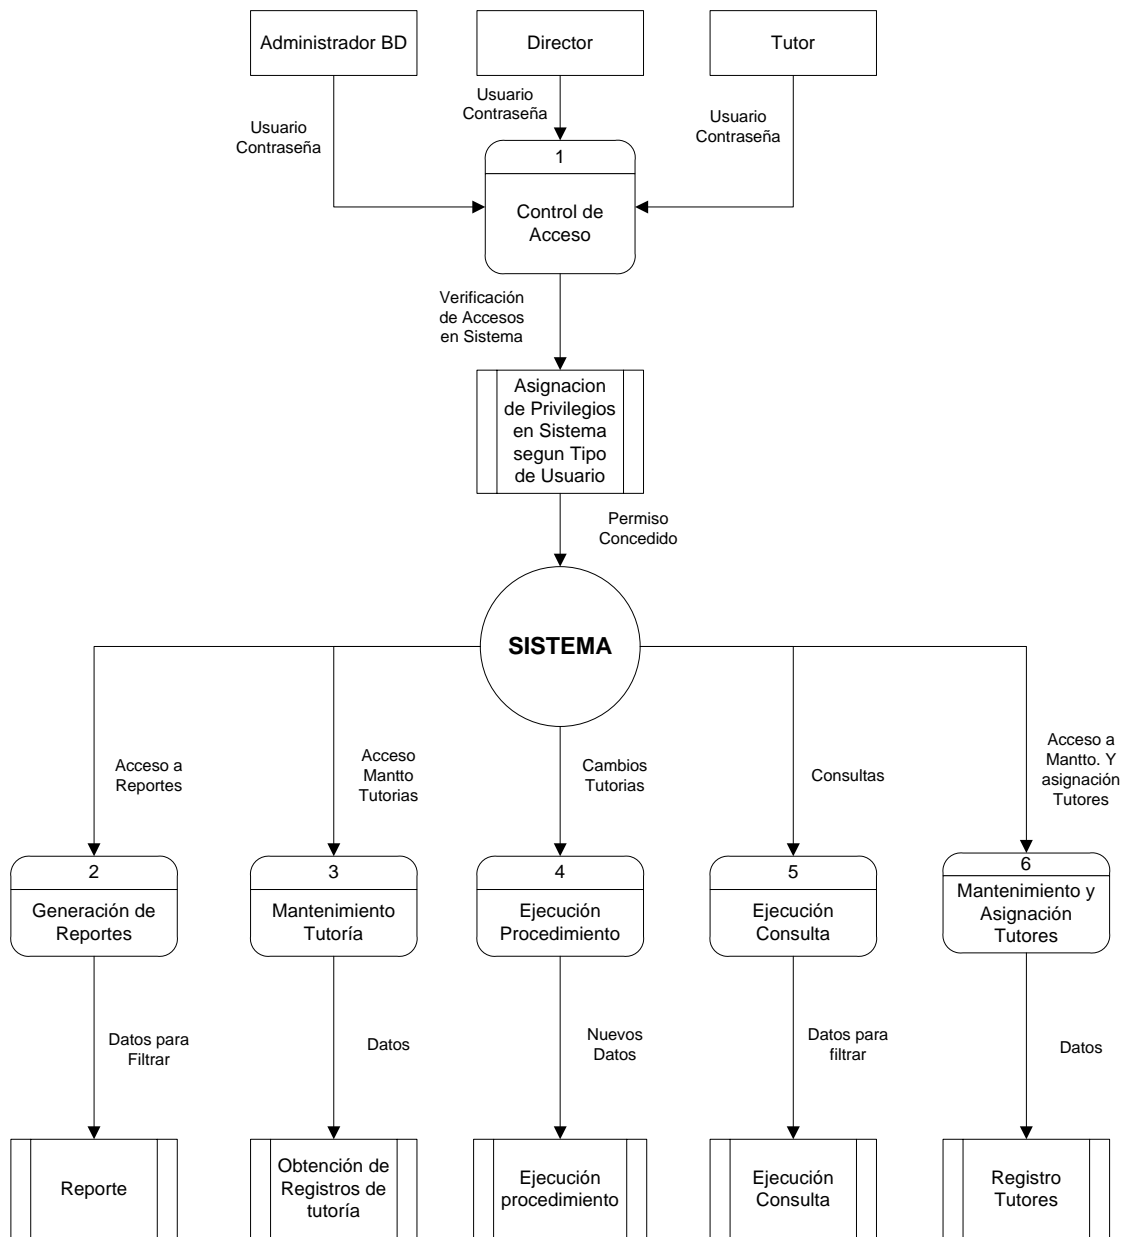 Administrador BD
Director
Tutor
Usuario
Contraseña
Usuario
Contraseña
Usuario
Contraseña
1
Control de
Acceso
Verificación
de Accesos
en Sistema
Asignacion
de Privilegios
en Sistema
segun Tipo
de Usuario
Permiso
Concedido
SISTEMA
Acceso a
Reportes
Acceso
Mantto
Tutorias
Cambios
Tutorias
Consultas
Acceso a
Mantto. Y
asignación
Tutores
2
Generación de
Reportes
3
Mantenimiento
Tutoría
4
Ejecución
Procedimiento
5
Ejecución
Consulta
6
Mantenimiento y
Asignación
Tutores
Datos para
Filtrar
Datos
Nuevos
Datos
Datos para
filtrar
Datos
Reporte
Obtención de
Registros de
tutoría
Ejecución
procedimiento
Ejecución
Consulta
Registro
Tutores